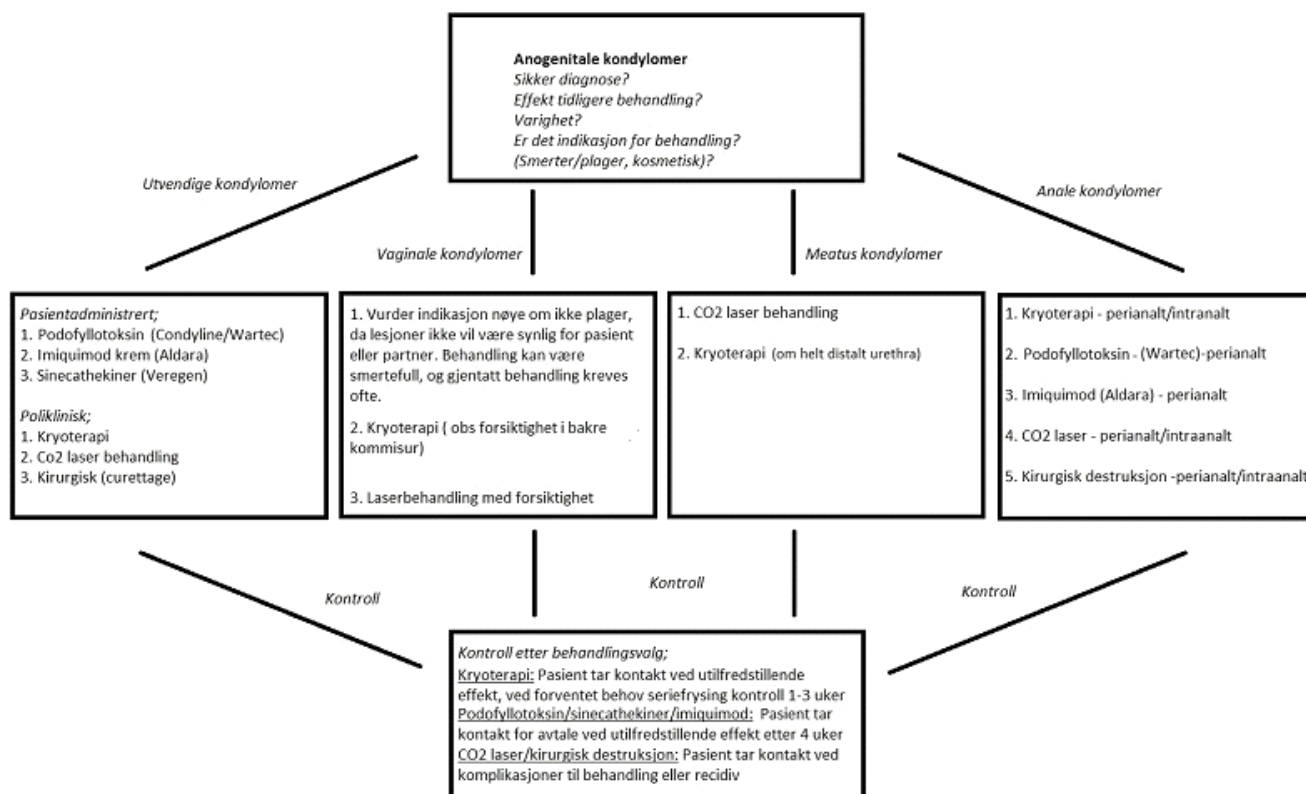 Anogenitale kondylomer
Sikker diagnose?
Effekt tidligere behandling?
Varighet?
Er det indikasjon for behandling?
(Smerter/plager, kosmetisk)?
Utvendige kondylomer
Vaginale kondylomer
Meatus kondylomer
Anale kondylomer
Pasientadministrert;
1. Podofyllotoksin (Condyline/Wartec)
2. Imiquimod krem (Aldara)
3. Sinecathekiner (Veregen)
Poliklinisk;
1. Kryoterapi
2. Co2 laser behandling
3. Kirurgisk (curettage)
1. Vurder indikasjon nøye om ikke plager,
da lesjoner ikke vil være synlig for pasient
eller partner. Behandling kan være
smertefull, og gjentatt behandling kreves
ofte.
2. Kryoterapi ( obs forsiktighet i bakre
kommisur)
3. Laserbehandling med forsiktighet
1. CO2 laser behandling
2. Kryoterapi (om helt distalt urethra)
1. Kryoterapi - perianalt/intranalt
2. Podofyllotoksin - (Wartec)-perianalt
3. Imiquimod (Aldara) - perianalt
4. CO2 laser - perianalt/intraanalt
5. Kirurgisk destruksjon -perianalt/intraanalt
Kontroll
Kontroll
Kontroll
Kontroll etter behandlingsvalg;
Kryoterapi: Pasient tar kontakt ved utilfredstillende
effekt, ved forventet behov seriefrysing kontroll 1-3 uker
Podofyllotoksin/sinecathekiner/imiquimod: Pasient tar
kontakt for avtale ved utilfredstillende effekt etter 4 uker
CO2 laser/kirurgisk destruksjon: Pasient tar kontakt ved
komplikasjoner til behandling eller recidiv